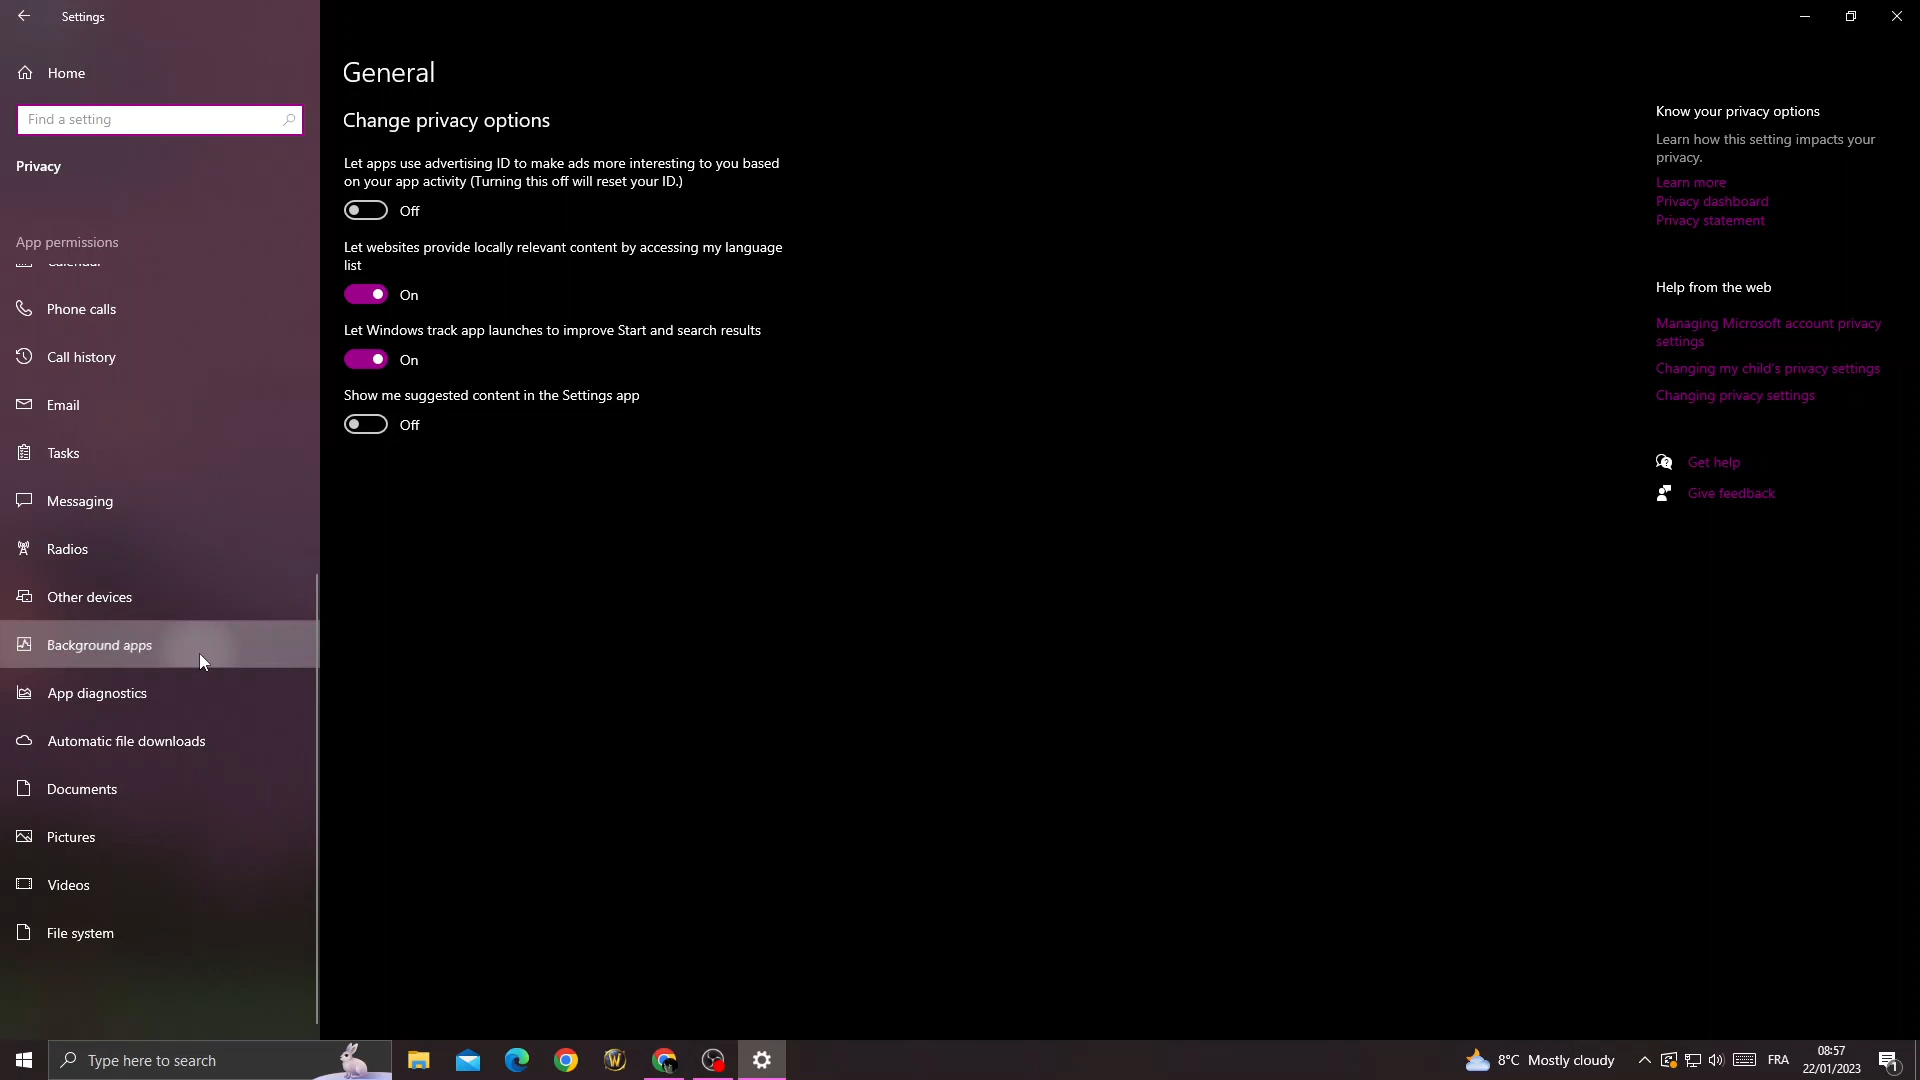 Settings
Home
Find a setting
Privacy
App permissions
Calendar
Phone calls
Call history
Email
Tasks
Messaging
Radios
Other devices
Background apps
App diagnostics
Automatic file downloads
Documents
Pictures
Videos
File system
General
Change privacy options
Let apps use advertising ID to make ads more interesting to you based
on your app activity (Turning this off will reset your ID.)
Off
Let websites provide locally relevant content by accessing my language
list
On
Let Windows track app launches to improve Start and search results
On
Show me suggested content in the Settings app
Off
Know your privacy options
Learn how this setting impacts your
privacy.
Learn more
Privacy dashboard
Privacy statement
Help from the web
Managing Microsoft account privacy
settings
Changing my child's privacy settings
Changing privacy settings
Get help
Give feedback
Type here to search
W
8°C Mostly cloudy
FRA
08:57
22/01/2023
1